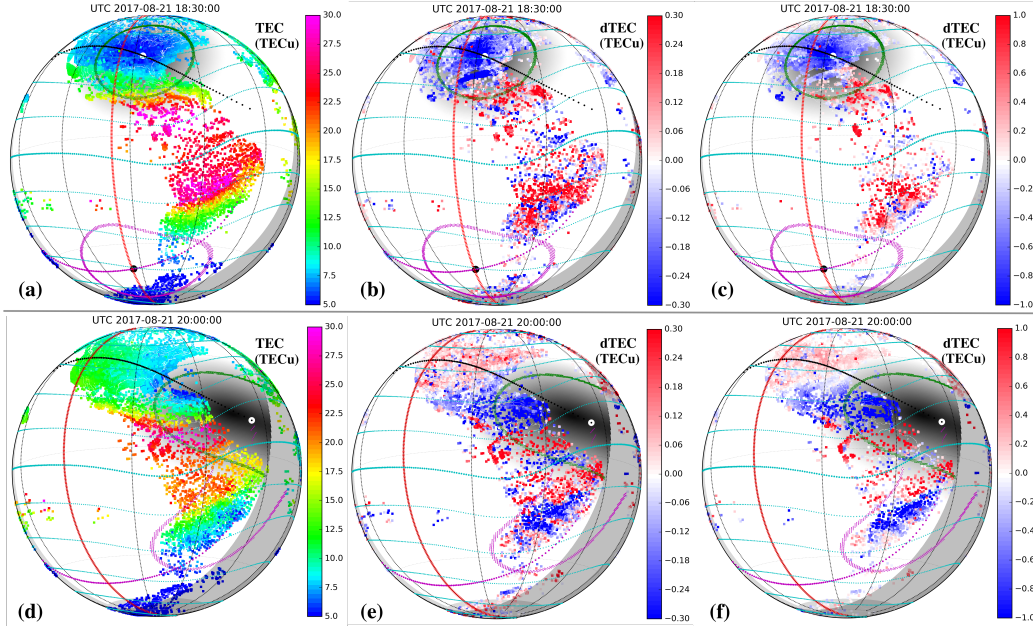 UTC 2017-08-21 18:30:00
TEC
(TECu)
30.0
27.5
25.0
22.5
20.0
17.5
15.0
12.5
10.0
7.5
5.0
(a)
UTC 2017-08-21 18:30:00
dTEC
(TECu)
0.30
0.24
0.18
0.12
0.06
0.00
−0.06
−0.12
−0.18
−0.24
−0.30
(b)
UTC 2017-08-21 18:30:00
dTEC
(TECu)
1.0
0.8
0.6
0.4
0.2
0.0
−0.2
−0.4
−0.6
−0.8
−1.0
(c)
UTC 2017-08-21 20:00:00
TEC
(TECu)
30.0
27.5
25.0
22.5
20.0
17.5
15.0
12.5
10.0
7.5
5.0
(d)
UTC 2017-08-21 20:00:00
dTEC
(TECu)
0.30
0.24
0.18
0.12
0.06
0.00
−0.06
−0.12
−0.18
−0.24
−0.30
(e)
UTC 2017-08-21 20:00:00
dTEC
(TECu)
1.0
0.8
0.6
0.4
0.2
0.0
−0.2
−0.4
−0.6
−0.8
−1.0
(f)